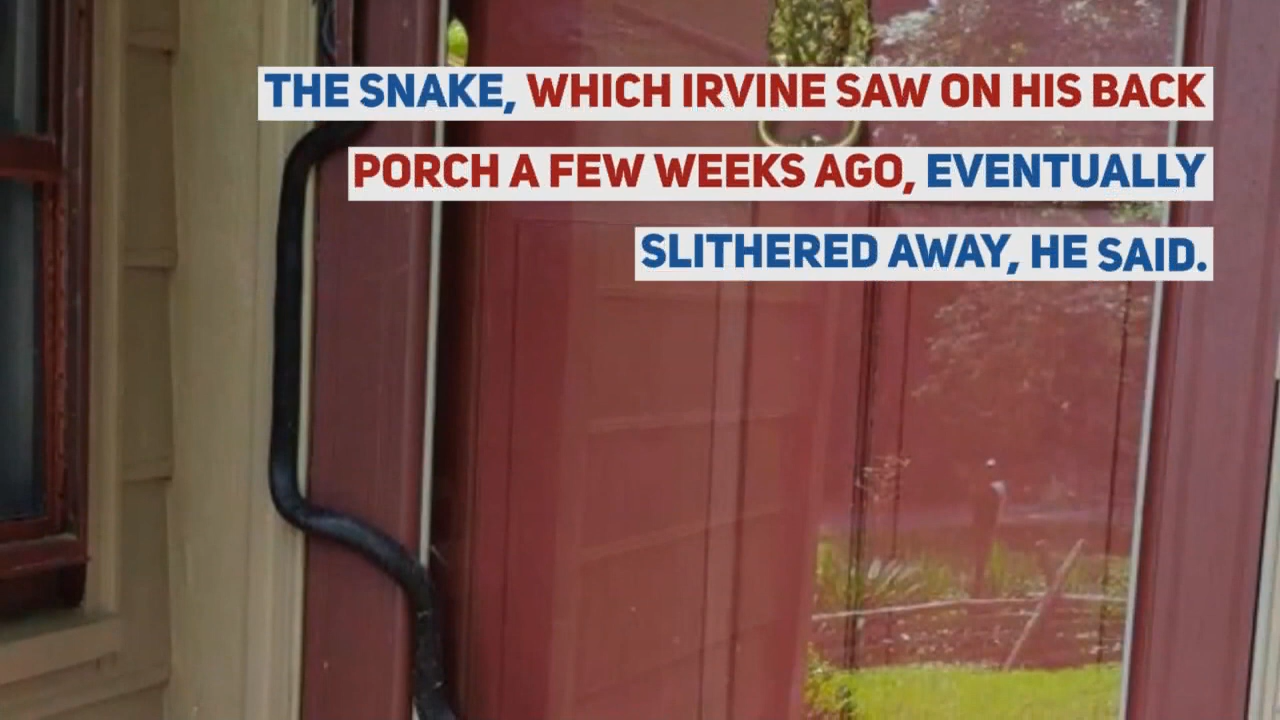 THE SNAKE, WHICH IRVINE SAW ON HIS BACK
PORCH A FEW WEEKS AGO, EVENTUALLY
SLITHERED AWAY, HE SAID.